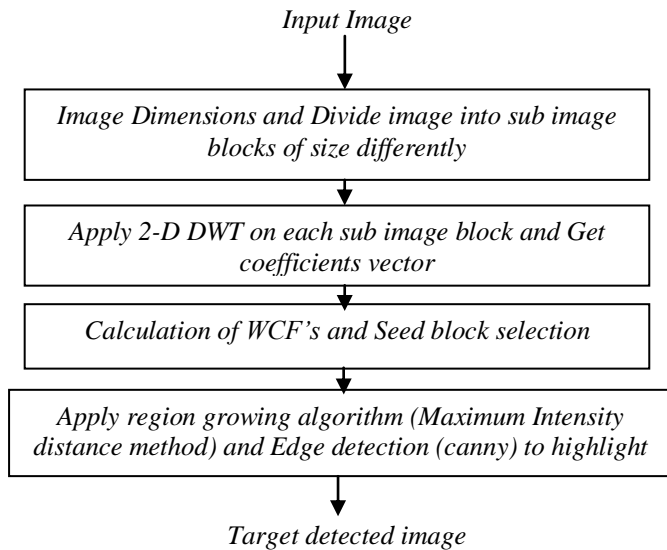 Input Image
Image Dimensions and Divide image into sub image
blocks of size differently
Apply 2-D DWT on each sub image block and Get
coefficients vector
Calculation of WCF's and Seed block selection
Apply region growing algorithm (Maximum Intensity
distance method) and Edge detection (canny) to highlight
Target detected image